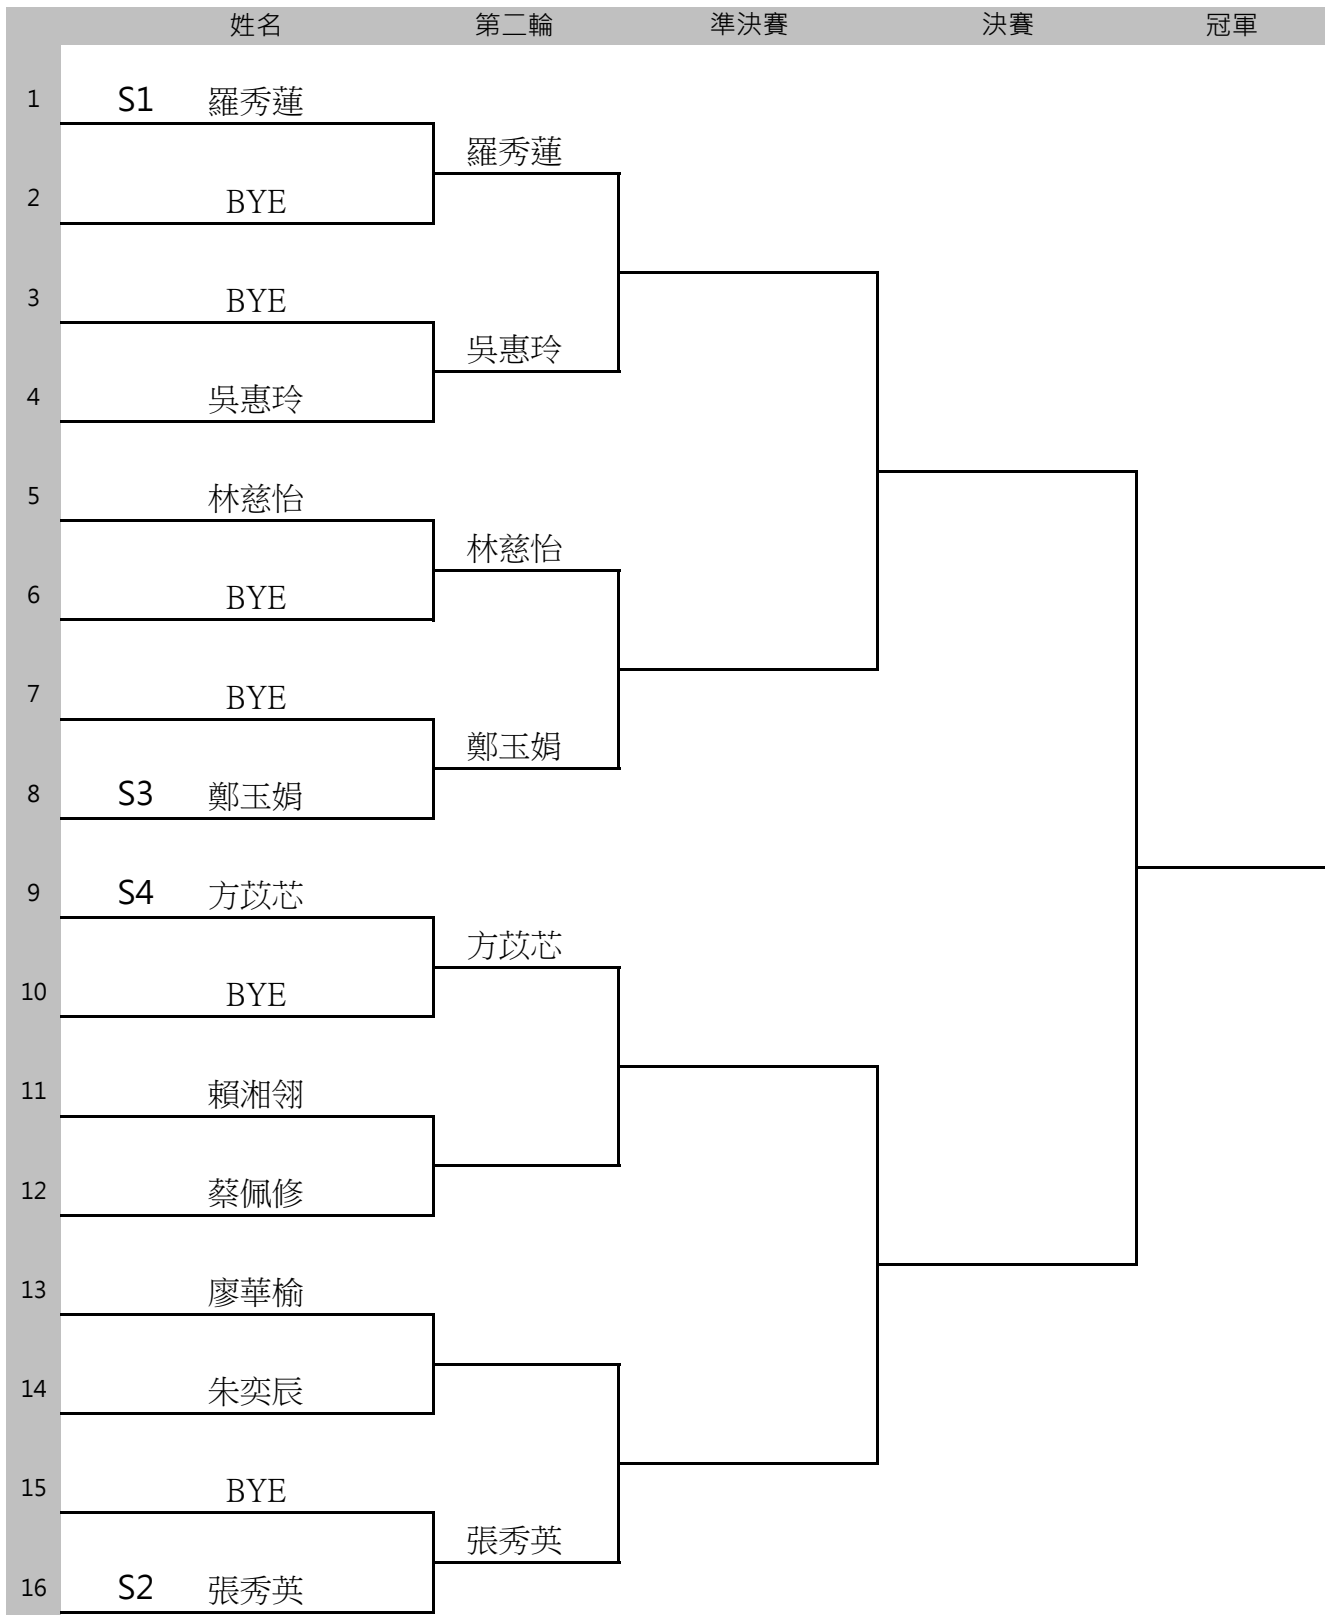 姓名 第二輪 準決賽 決賽 冠軍
1 S1 羅秀蓮
羅秀蓮
2 BYE
3 BYE
吳惠玲
4 吳惠玲
5 林慈怡
林慈怡
6 BYE
7 BYE
鄭玉娟
8 S3 鄭玉娟
9 S4 方苡芯
方苡芯
10 BYE
11 賴湘翎
12 蔡佩修
13 廖華榆
14 朱奕辰
15 BYE
張秀英
16 S2 張秀英